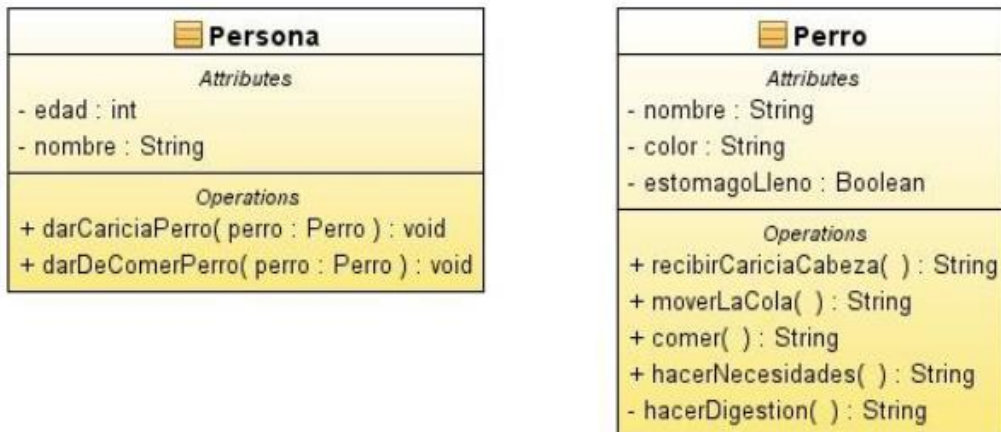 Persona
Attributes
- edad : int
- nombre : String
Operations
+ darCariciaPerro( perro : Perro ) : void
+ darDeComerPerro( perro : Perro ) : void
Perro
Attributes
- nombre : String
- color : String
- estomagoLleno : Boolean
Operations
+ recibirCariciaCabeza( ) : String
+ moverLaCola( ) : String
+ comer( ) : String
+ hacerNecesidades( ) : String
- hacerDigestion( ) : String